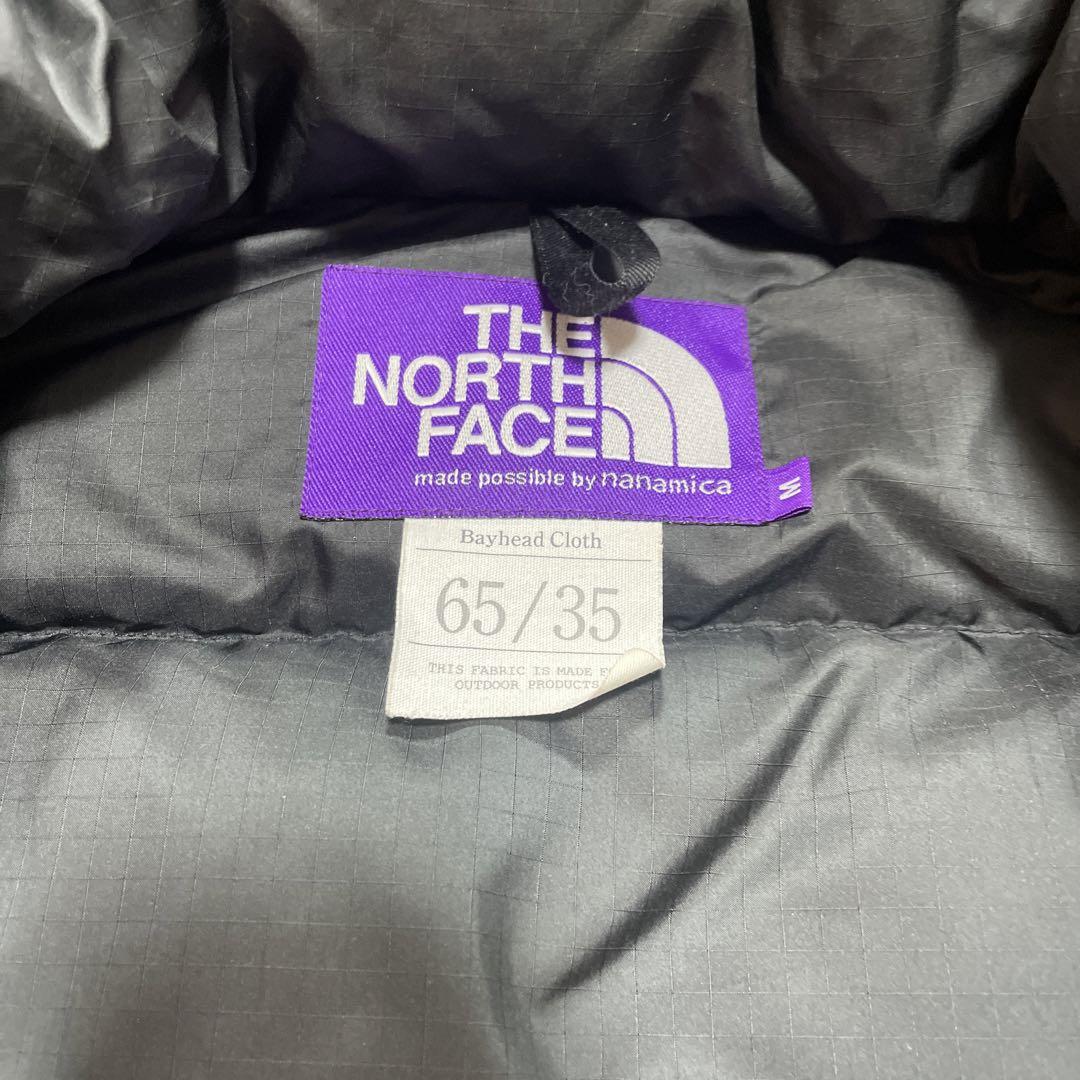 THE
NORTH
FACE
made possible by nanamica
M
Bayhead Cloth
65/35
THIS FABRIC IS MADE
OUTDOOR PRODUCTS